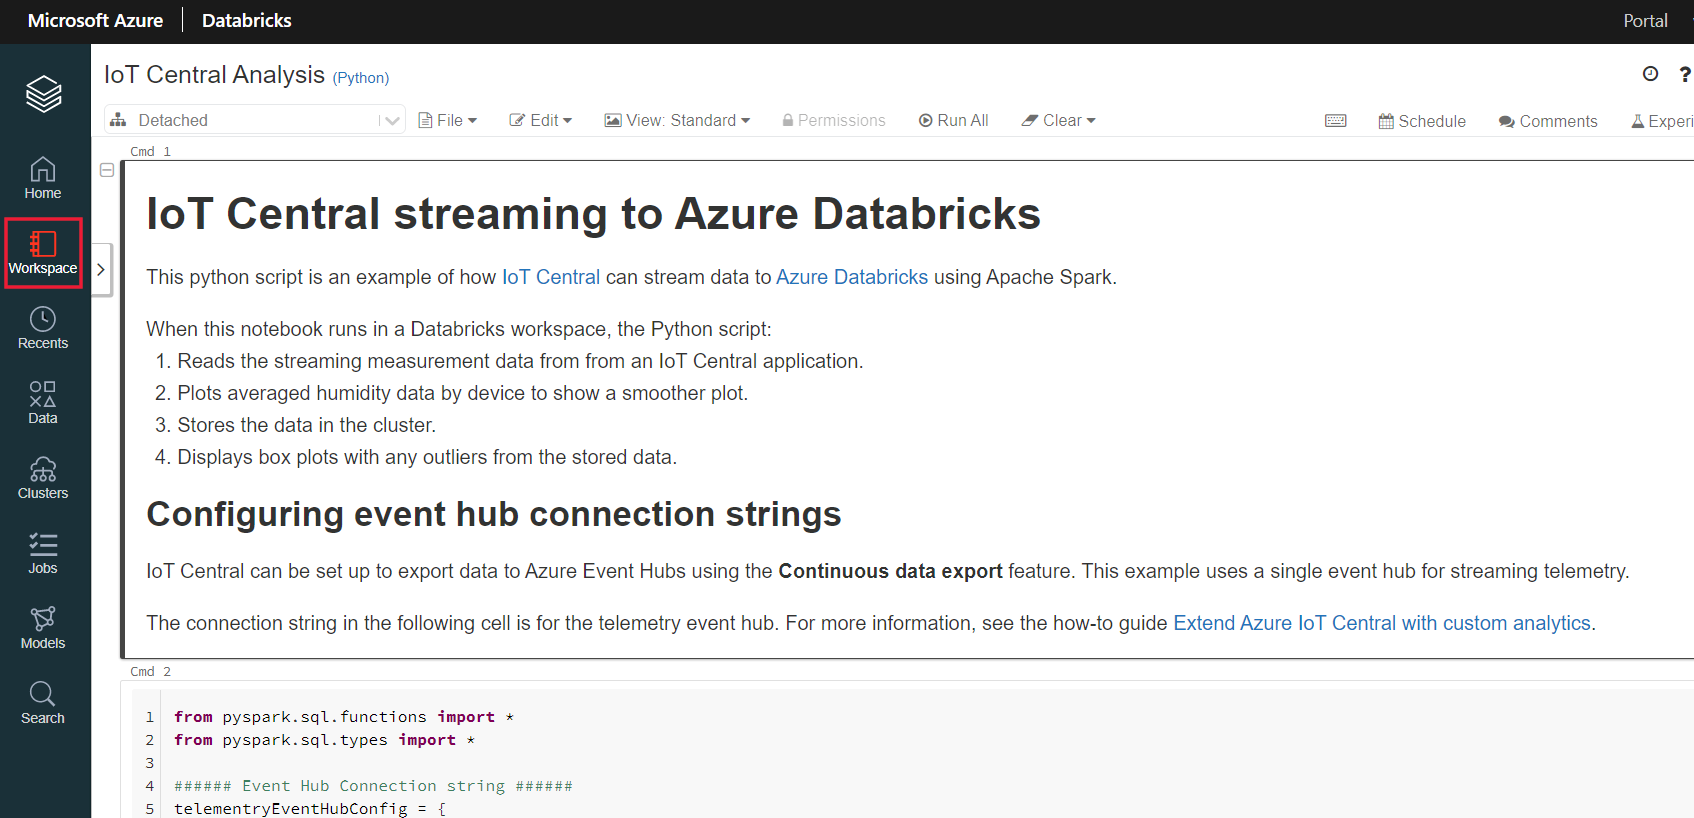 Microsoft Azure Databricks Portal
IoT Central Analysis (Python) ?
Detached File Edit View: Standard Permissions Run All Clear Schedule Comments Experi
Home
Workspace
Recents
Data
Clusters
Jobs
Models
Search
Cmd 1
IoT Central streaming to Azure Databricks
This python script is an example of how IoT Central can stream data to Azure Databricks using Apache Spark.
When this notebook runs in a Databricks workspace, the Python script:
1. Reads the streaming measurement data from from an IoT Central application.
2. Plots averaged humidity data by device to show a smoother plot.
3. Stores the data in the cluster.
4. Displays box plots with any outliers from the stored data.
Configuring event hub connection strings
IoT Central can be set up to export data to Azure Event Hubs using the Continuous data export feature. This example uses a single event hub for streaming telemetry.
The connection string in the following cell is for the telemetry event hub. For more information, see the how-to guide Extend Azure IoT Central with custom analytics.
Cmd 2
1 from pyspark.sql.functions import *
2 from pyspark.sql.types import *
3
4 ###### Event Hub Connection string ######
5 telementryEventHubConfig = {